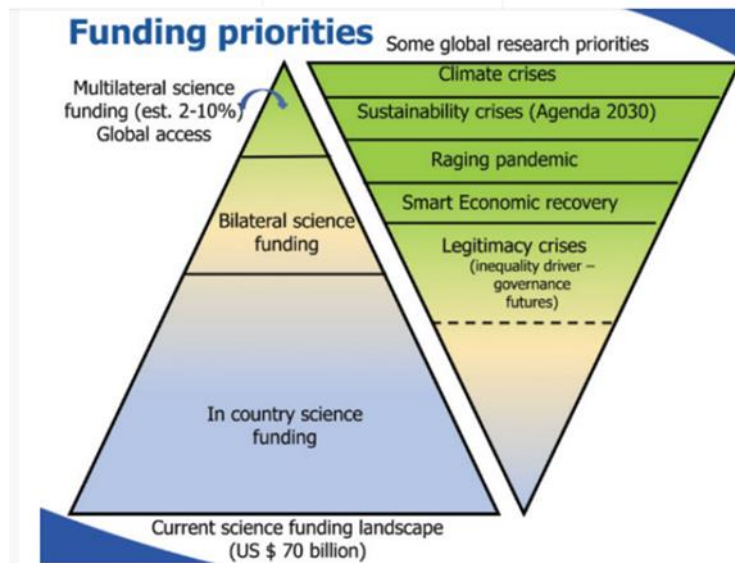 Funding priorities
Some global research priorities
Multilateral science
funding (est. 2-10%)
Global access
Bilateral science
funding
In country science
funding
Current science funding landscape
(US $ 70 billion)
Climate crises
Sustainability crises (Agenda 2030)
Raging pandemic
Smart Economic recovery
Legitimacy crises
(inequality driver –
governance
futures)